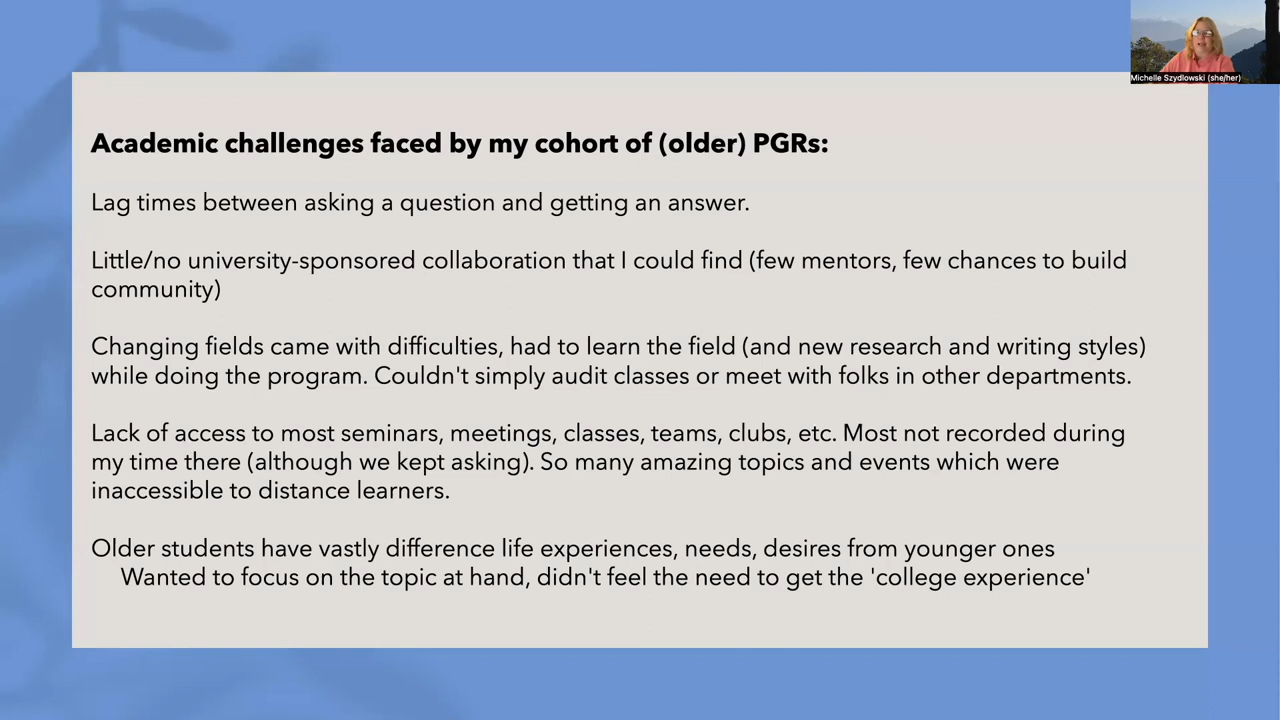 Michelle Szydlowski (she/her)
Academic challenges faced by my cohort of (older) PGRs:
Lag times between asking a question and getting an answer.
Little/no university-sponsored collaboration that I could find (few mentors, few chances to build
community)
Changing fields came with difficulties, had to learn the field (and new research and writing styles)
while doing the program. Couldn't simply audit classes or meet with folks in other departments.
Lack of access to most seminars, meetings, classes, teams, clubs, etc. Most not recorded during
my time there (although we kept asking). So many amazing topics and events which were
inaccessible to distance learners.
Older students have vastly difference life experiences, needs, desires from younger ones
Wanted to focus on the topic at hand, didn't feel the need to get the 'college experience'